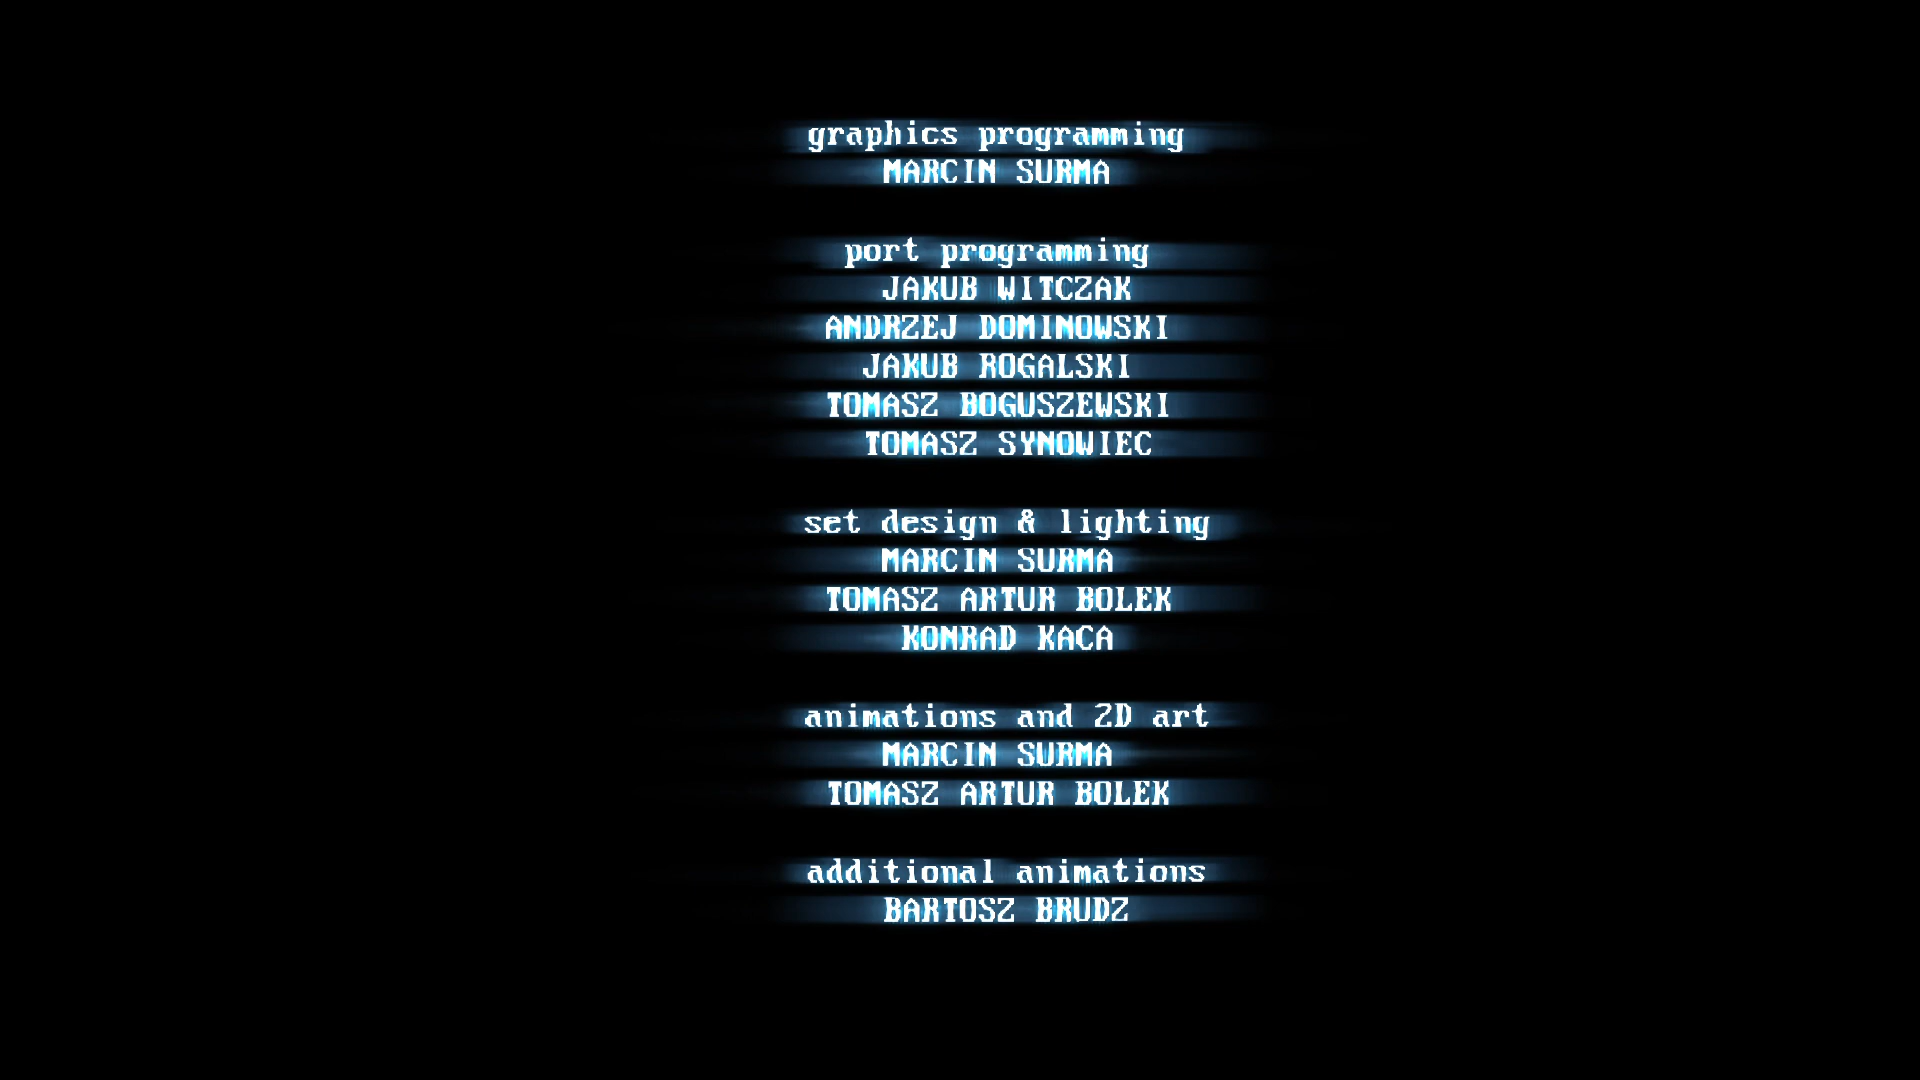 graphics programming
MARCIN SURMA
port programming
JAKUB WITCZAK
ANDRZEJ DOMINOWSKI
JAKUB ROGALSKI
TOMASZ BOGUSZEWSKI
TOMASZ SYNOWIEC
set design & lighting
MARCIN SURMA
TOMASZ ARTUR BOLEK
KONRAD KACA
animations and 2D art
MARCIN SURMA
TOMASZ ARTUR BOLEK
additional animations
BARTOSZ BRUDZ